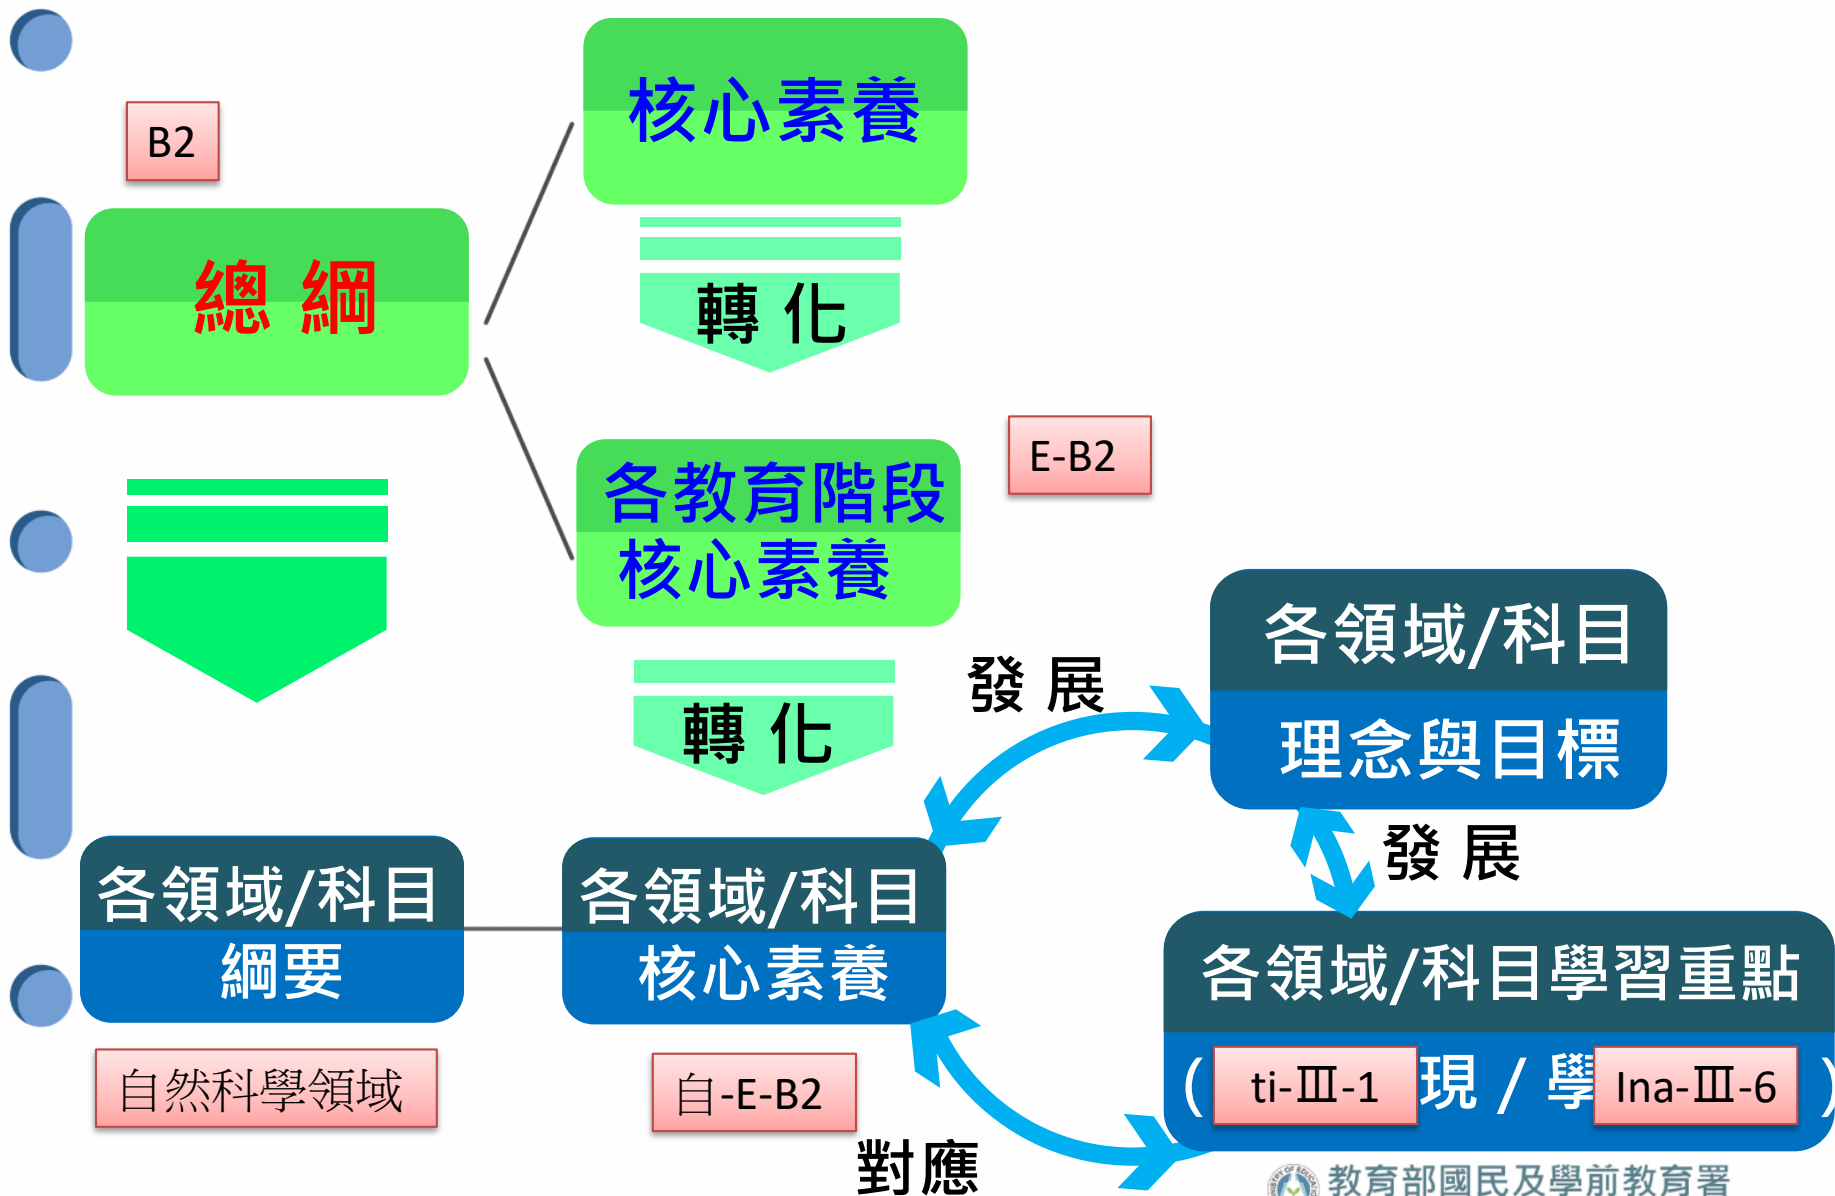 B2
總 綱
核心素養
轉 化
各教育階段
核心素養
E-B2
轉 化
發 展
各領域/科目
理念與目標
發 展
各領域/科目
綱要
自然科學領域
各領域/科目
核心素養
自-E-B2
對應
各領域/科目學習重點
( ti-Ⅲ-1 現 / 學 Ina-Ⅲ-6 )
教育部國民及學前教育署